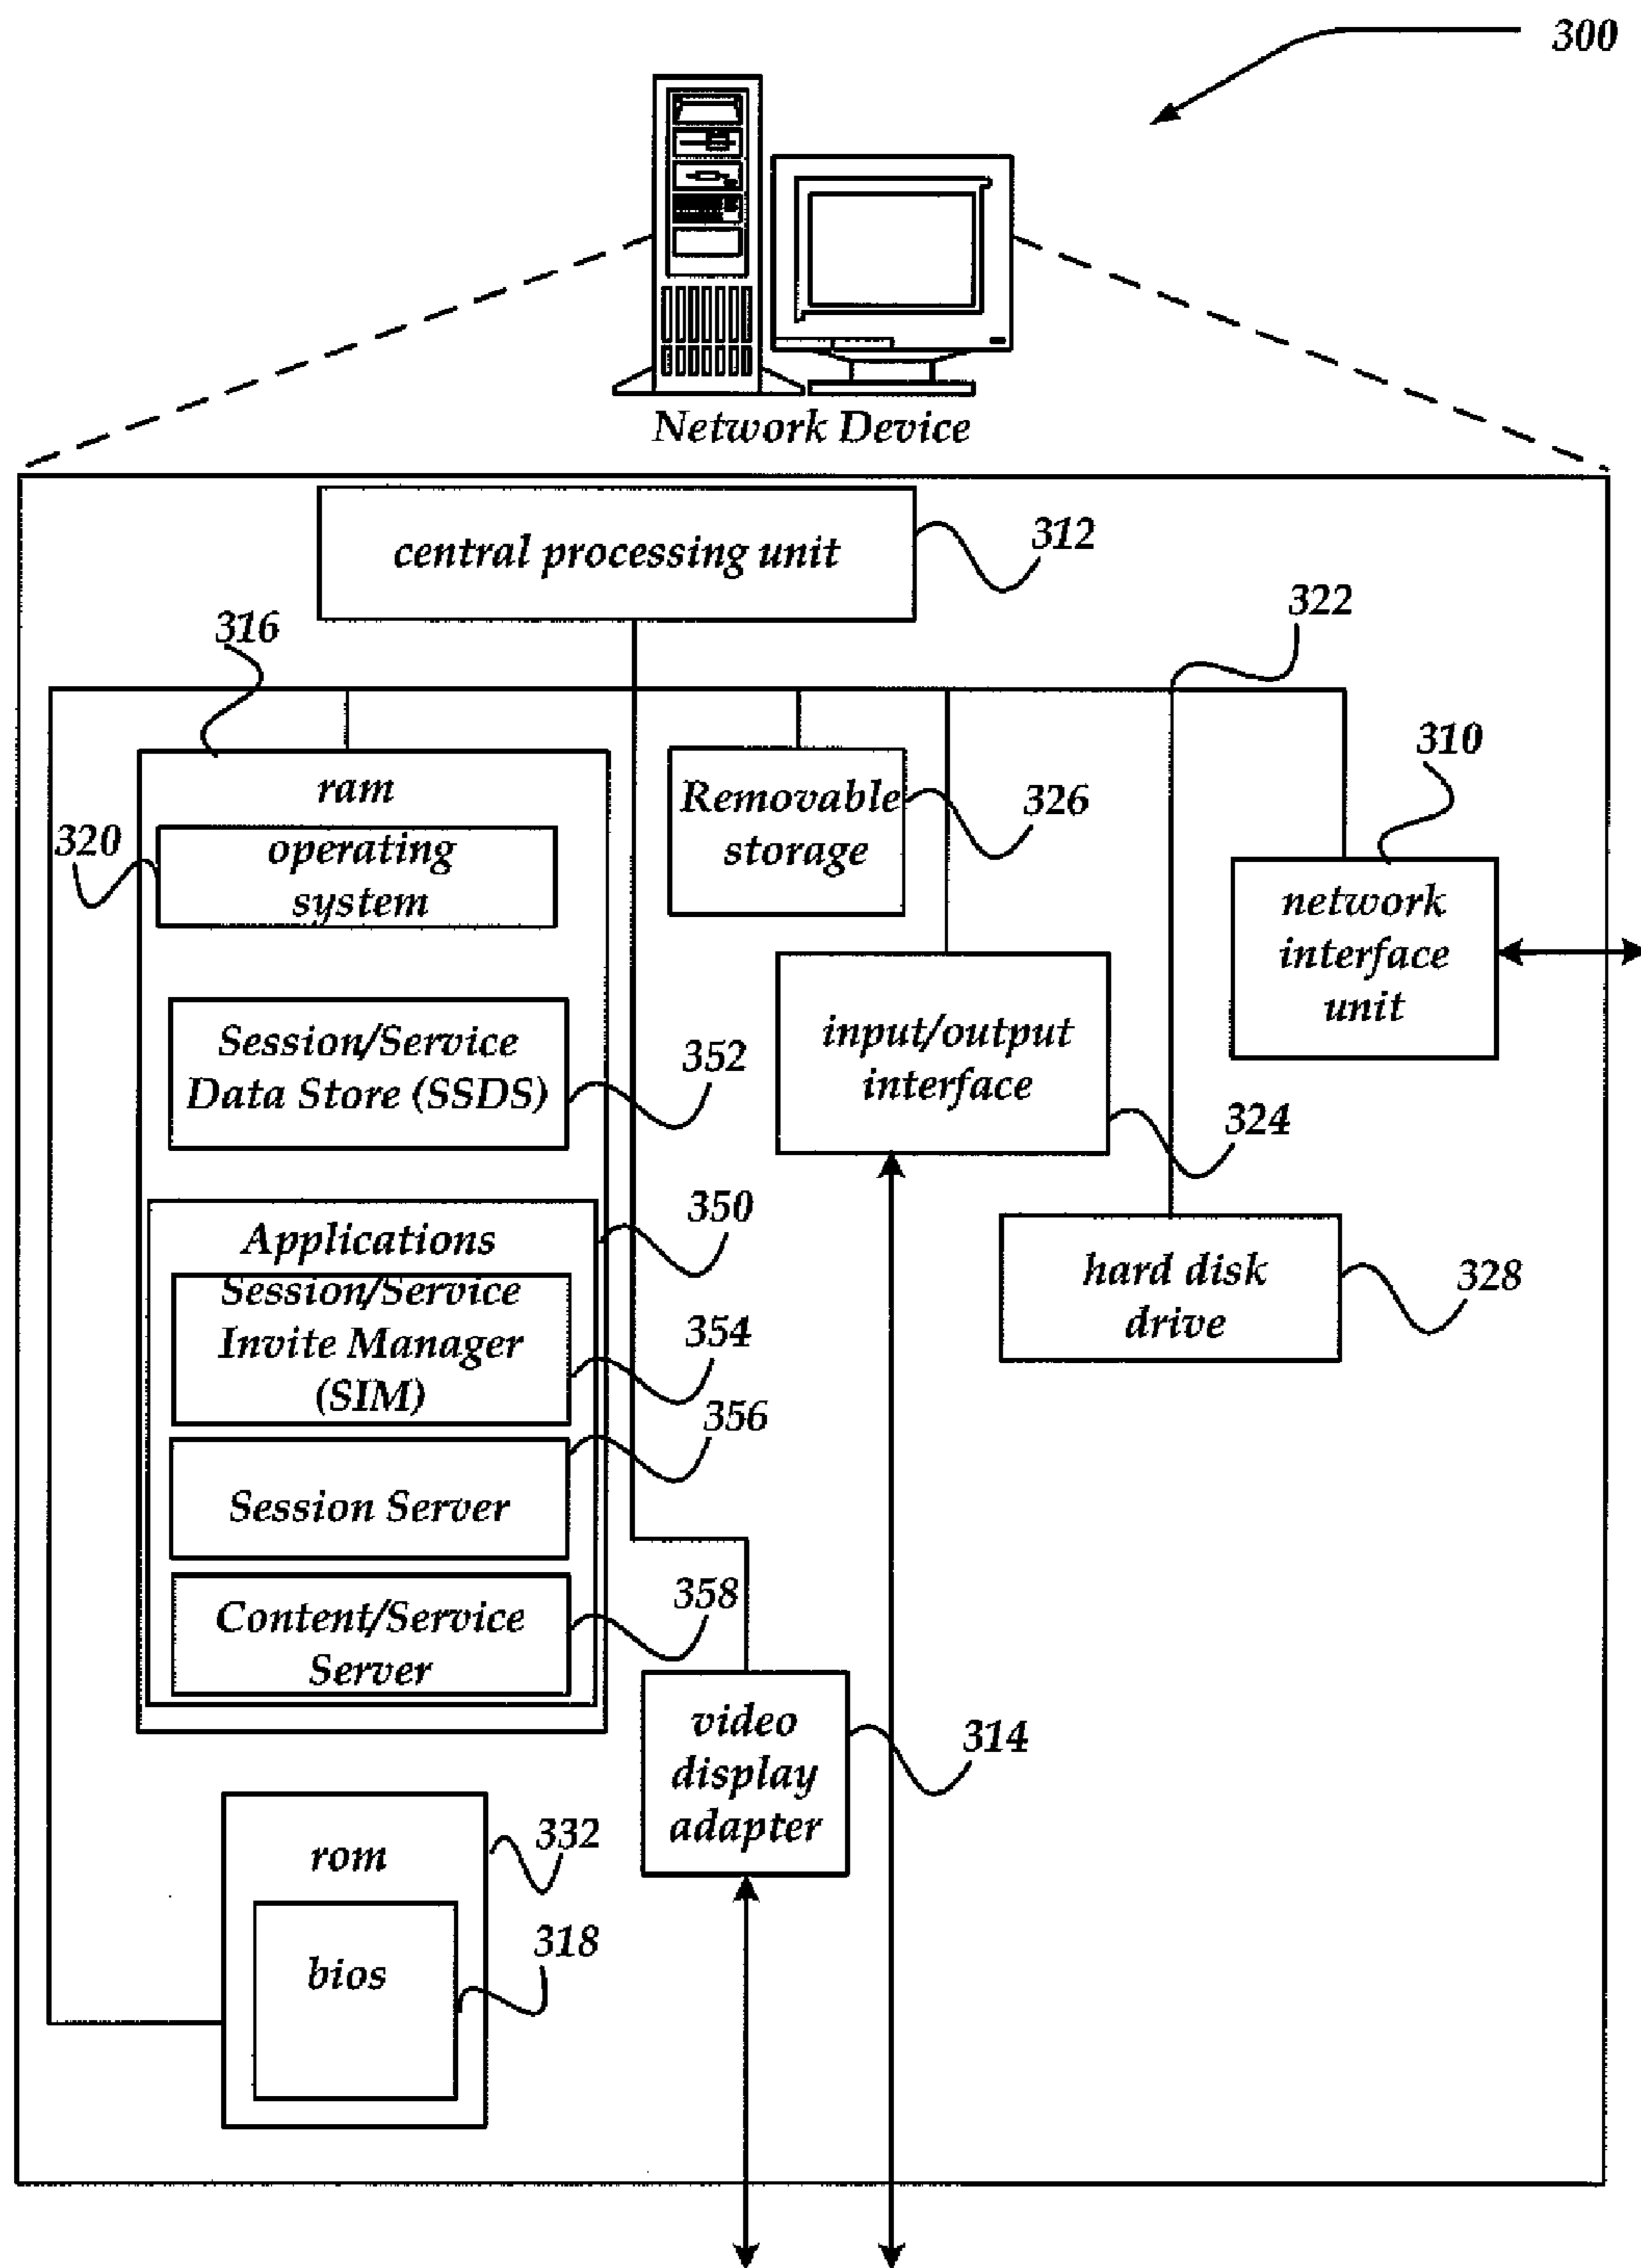 300
Network Device
central processing unit
312
322
316
310
ram
Removable
storage
326
320
operating
system
network
interface
unit
Session/Service
Data Store (SSDS)
352
input/output
interface
324
350
Applications
hard disk
drive
328
Session/Service
Invite Manager
(SIM)
354
356
Session Server
358
Content/Service
Server
video
display
adapter
314
rom
332
bios
318